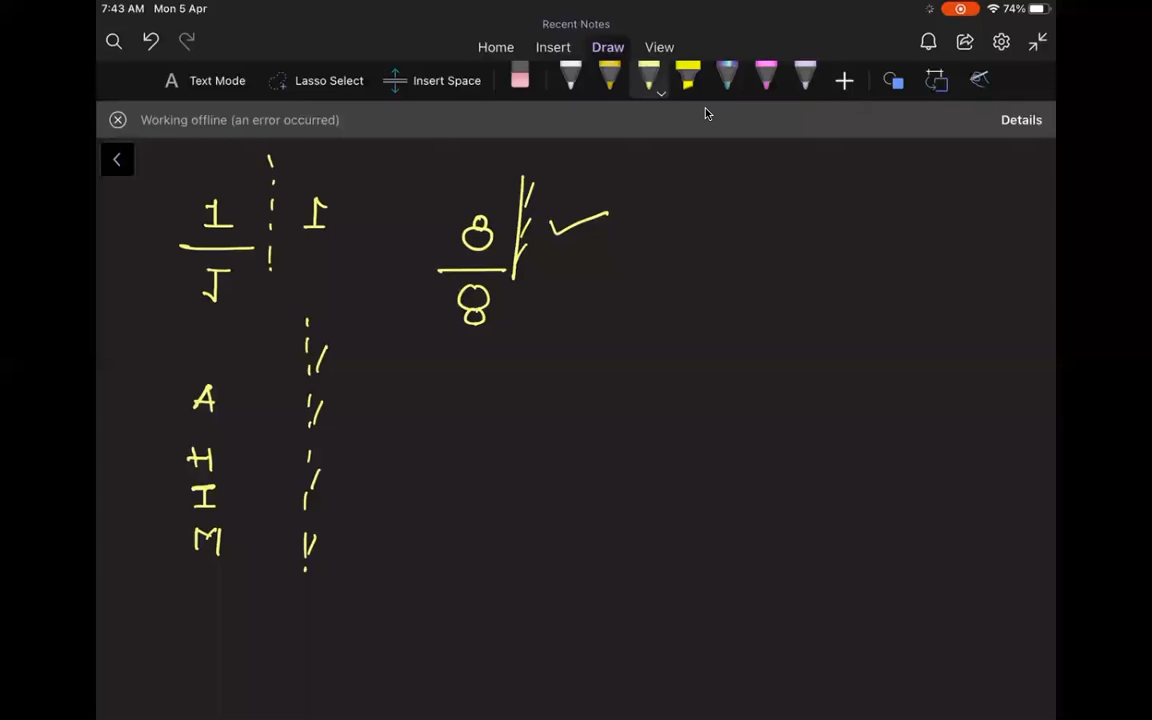 7:43 AM Mon 5 Apr
74%
Recent Notes
Home Insert Draw View
A Text Mode Lasso Select Insert Space
Working offline (an error occurred) Details
1 1
8
8
A
H
I
M